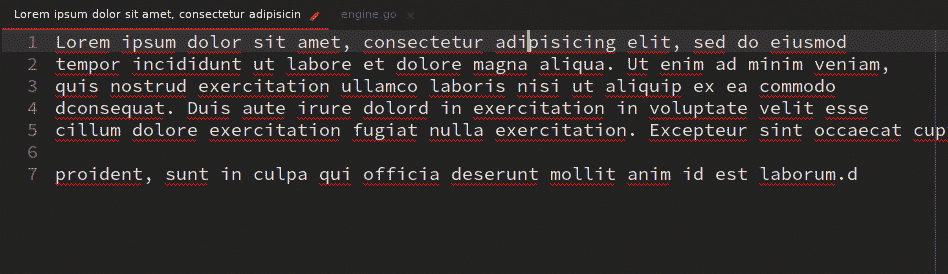 Lorem ipsum dolor sit amet, consectetur adipisicin
engine.go
1 Lorem ipsum dolor sit amet, consectetur adipisicing elit, sed do eiusmod
2 tempor incididunt ut labore et dolore magna aliqua. Ut enim ad minim veniam,
3 quis nostrud exercitation ullamco laboris nisi ut aliquip ex ea commodo
4 dconsequat. Duis aute irure dolord in exercitation in voluptate velit esse
5 cillum dolore exercitation fugiat nulla exercitation. Excepteur sint occaecat cup
6
7 proident, sunt in culpa qui officia deserunt mollit anim id est laborum.d